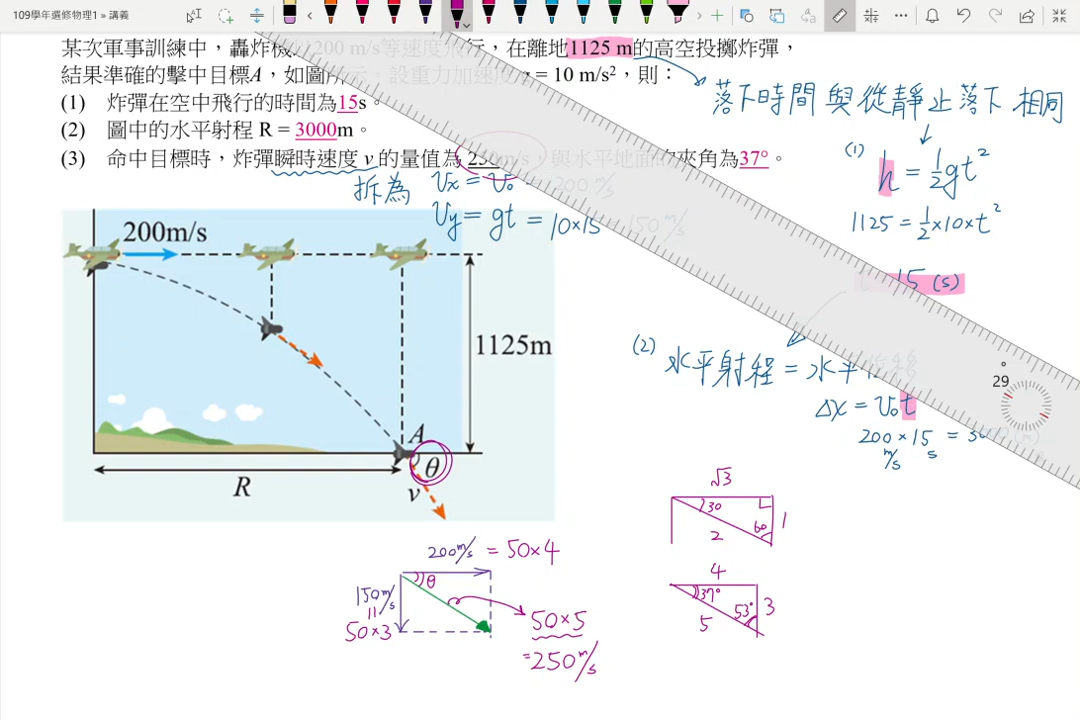 109學年選修物理1 » 講義
某次軍事訓練中，轟炸機 200 m/s等速度飛行，在離地1125 m的高空投擲炸彈，
結果準確的擊中目標A，如圖所示，設重力加速度 = 10 m/s²，則：
落下時間與從靜止落下相同
(1) 炸彈在空中飛行的時間為15s。
(2) 圖中的水平射程 R = 3000m。
(3) 命中目標時，炸彈瞬時速度 v 的量值為 250m/s，與水平地面的夾角為37°。
拆為
Vx = V₀ 200 m/s
Vy = gt = 10×15 150 m/s
(1)
h = ½gt²
1125 = ½×10×t²
15 (s)
200m/s
1125m
A
θ
R
v
(2)
水平射程 = 水平
Δx = V₀t
200 × 15 =
m/s s
29
√3
30
60
1
2
4
37°
53°
3
5
200 m/s = 50×4
θ
150 m/s
=
50×3
50×5
=250 m/s